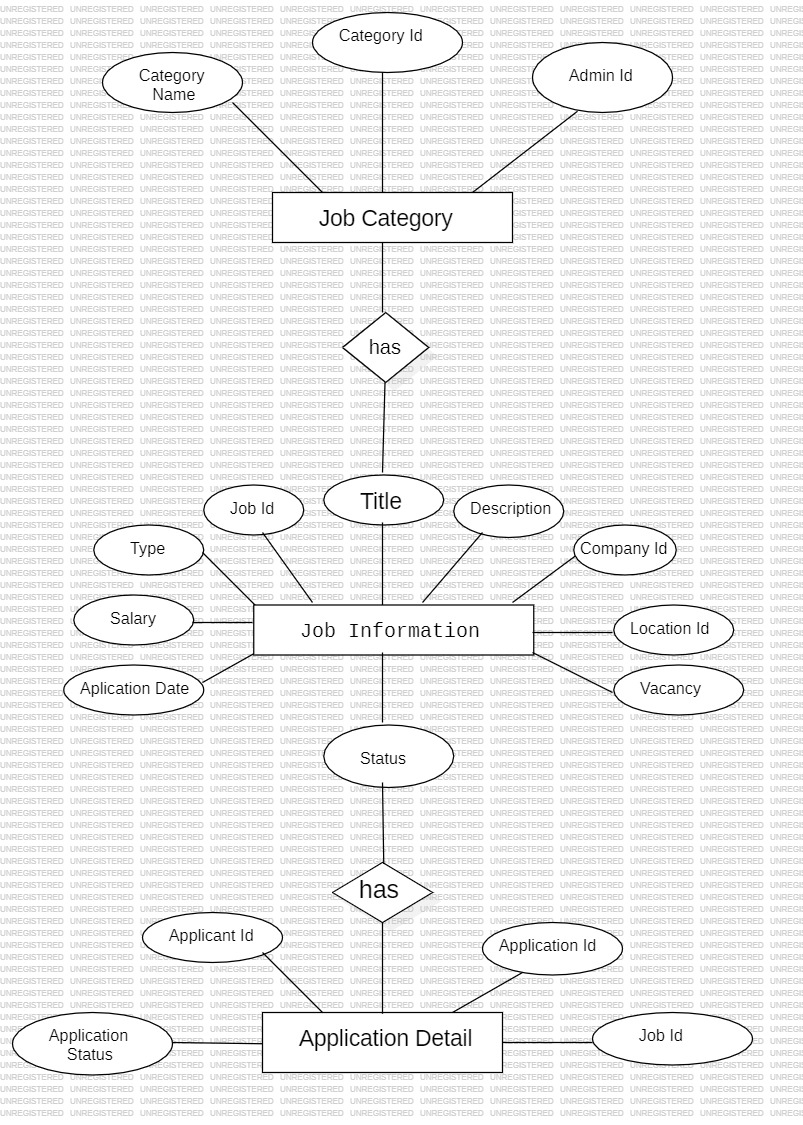 Category Id
Category
Name
Admin Id
Job Category
has
Job Id
Title
Description
Type
Company Id
Salary
Job Information
Location Id
Aplication Date
Vacancy
Status
has
Applicant Id
Application Id
Application
Status
Application Detail
Job Id
UNREGISTERED